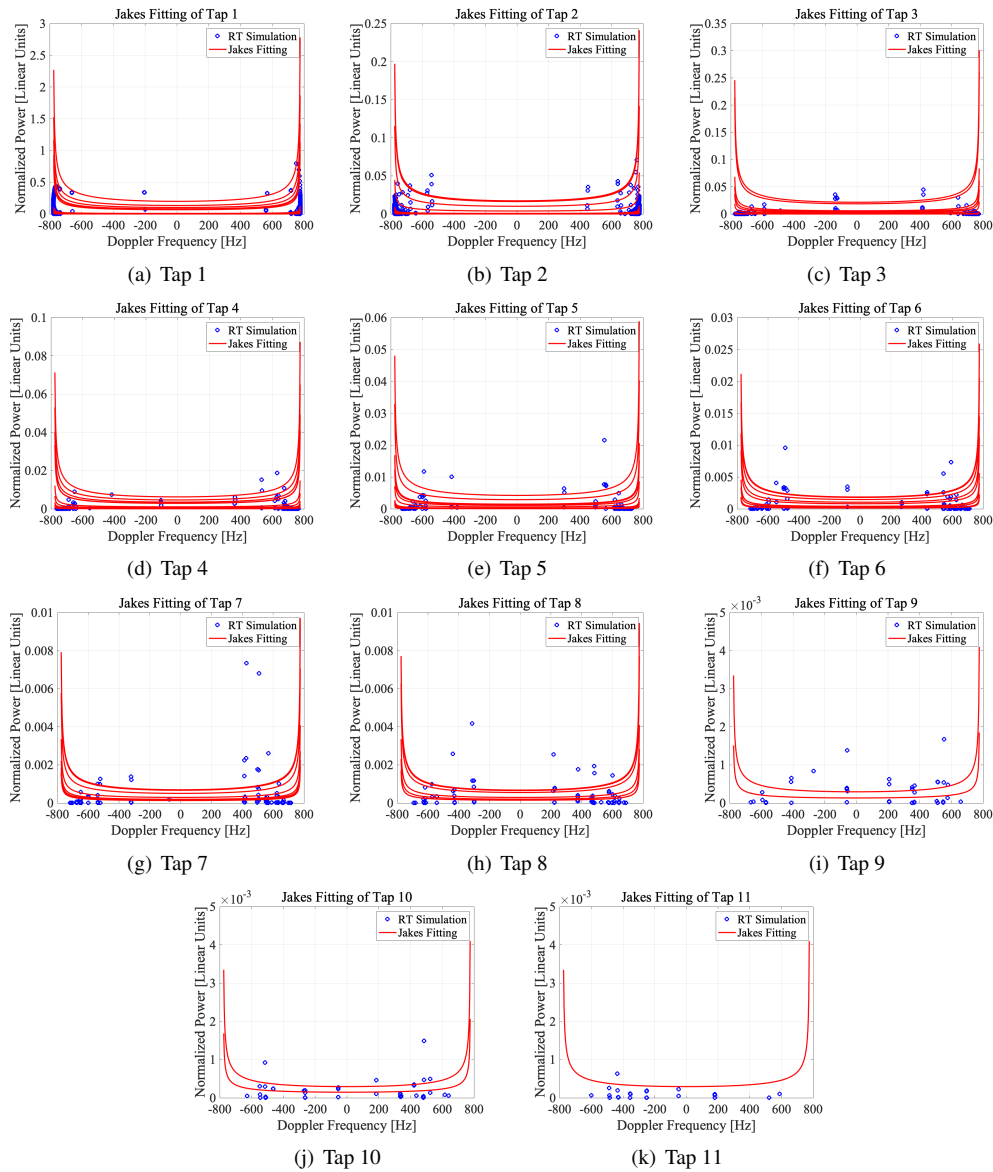 Jakes Fitting of Tap 1
Normalized Power [Linear Units]
3
2.5
2
1.5
1
0.5
0
RT Simulation
Jakes Fitting
-800 -600 -400 -200 0 200 400 600 800
Doppler Frequency [Hz]
(a) Tap 1
Jakes Fitting of Tap 2
Normalized Power [Linear Units]
0.25
0.2
0.15
0.1
0.05
0
RT Simulation
Jakes Fitting
-800 -600 -400 -200 0 200 400 600 800
Doppler Frequency [Hz]
(b) Tap 2
Jakes Fitting of Tap 3
Normalized Power [Linear Units]
0.35
0.3
0.25
0.2
0.15
0.1
0.05
0
RT Simulation
Jakes Fitting
-800 -600 -400 -200 0 200 400 600 800
Doppler Frequency [Hz]
(c) Tap 3
Jakes Fitting of Tap 4
Normalized Power [Linear Units]
0.1
0.08
0.06
0.04
0.02
0
RT Simulation
Jakes Fitting
-800 -600 -400 -200 0 200 400 600 800
Doppler Frequency [Hz]
(d) Tap 4
Jakes Fitting of Tap 5
Normalized Power [Linear Units]
0.06
0.05
0.04
0.03
0.02
0.01
0
RT Simulation
Jakes Fitting
-800 -600 -400 -200 0 200 400 600 800
Doppler Frequency [Hz]
(e) Tap 5
Jakes Fitting of Tap 6
Normalized Power [Linear Units]
0.03
0.025
0.02
0.015
0.01
0.005
0
RT Simulation
Jakes Fitting
-800 -600 -400 -200 0 200 400 600 800
Doppler Frequency [Hz]
(f) Tap 6
Jakes Fitting of Tap 7
Normalized Power [Linear Units]
0.01
0.008
0.006
0.004
0.002
0
RT Simulation
Jakes Fitting
-800 -600 -400 -200 0 200 400 600 800
Doppler Frequency [Hz]
(g) Tap 7
Jakes Fitting of Tap 8
Normalized Power [Linear Units]
0.01
0.008
0.006
0.004
0.002
0
RT Simulation
Jakes Fitting
-800 -600 -400 -200 0 200 400 600 800
Doppler Frequency [Hz]
(h) Tap 8
Jakes Fitting of Tap 9
× 10⁻³
Normalized Power [Linear Units]
5
4
3
2
1
0
RT Simulation
Jakes Fitting
-800 -600 -400 -200 0 200 400 600 800
Doppler Frequency [Hz]
(i) Tap 9
Jakes Fitting of Tap 10
× 10⁻³
Normalized Power [Linear Units]
5
4
3
2
1
0
RT Simulation
Jakes Fitting
-800 -600 -400 -200 0 200 400 600 800
Doppler Frequency [Hz]
(j) Tap 10
Jakes Fitting of Tap 11
× 10⁻³
Normalized Power [Linear Units]
5
4
3
2
1
0
RT Simulation
Jakes Fitting
-800 -600 -400 -200 0 200 400 600 800
Doppler Frequency [Hz]
(k) Tap 11